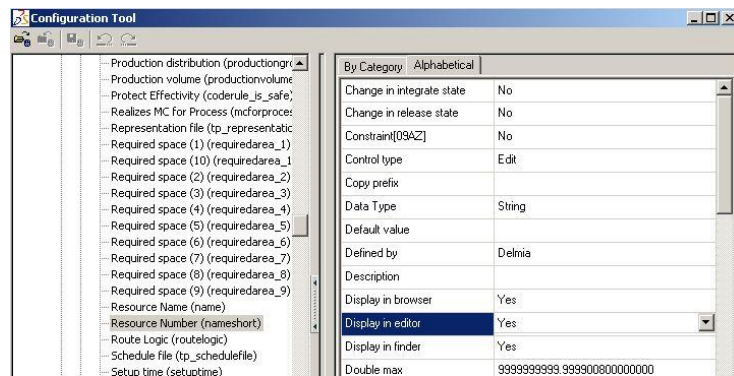 Configuration Tool
Production distribution (productiongro
Production volume (productionvolume
Protect Effectivity (coderule_is_safe)
Realizes MC for Process (mcforproces
Representation file (tp_representatio
Required space (1) (requiredarea_1)
Required space (10) (requiredarea_1
Required space (2) (requiredarea_2)
Required space (3) (requiredarea_3)
Required space (4) (requiredarea_4)
Required space (5) (requiredarea_5)
Required space (6) (requiredarea_6)
Required space (7) (requiredarea_7)
Required space (8) (requiredarea_8)
Required space (9) (requiredarea_9)
Resource Name (name)
Resource Number (nameshort)
Route Logic (routelogic)
Schedule file (tp_schedulefile)
Setup time (setuptime)
By Category Alphabetical
Change in integrate state No
Change in release state No
Constraint[09AZ] No
Control type Edit
Copy prefix
Data Type String
Default value
Defined by Delmia
Description
Display in browser Yes
Display in editor Yes
Display in finder Yes
Double max 9999999999.999900800000000